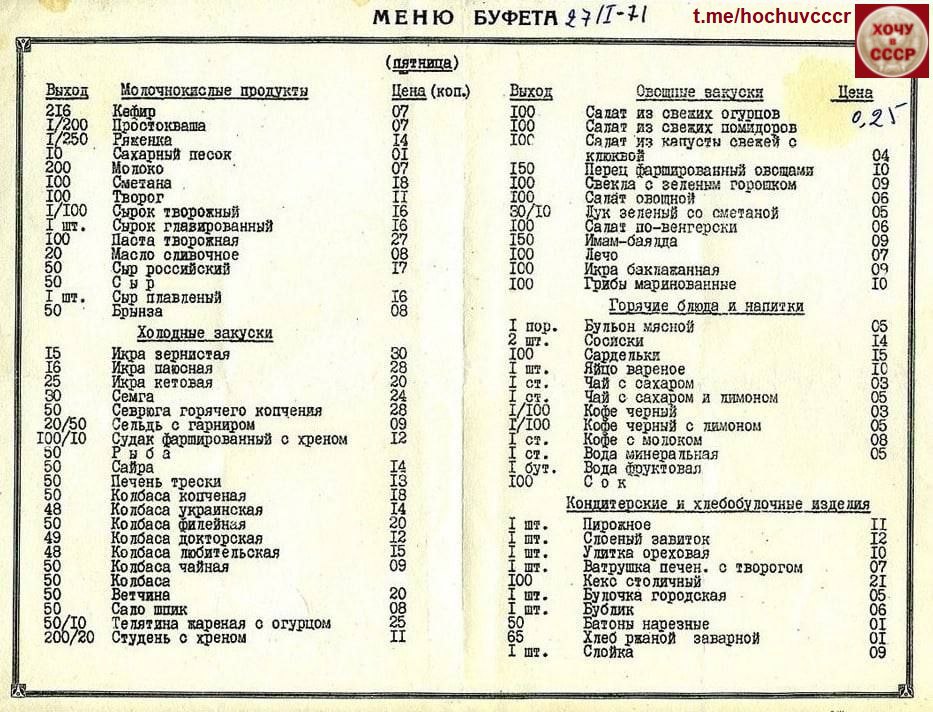 МЕНЮ БУФЕТА 27/I-71
t.me/hochuvcccr
ХОЧУ
в
СССР
(пятница)
Выход Молочнокислые продукты Цена (коп.)
216 Кефир 07
I/200 Простокваша 07
I/250 Ряженка I4
I0 Сахарный песок 0I
200 Молоко 07
I00 Сметана I8
I00 Творог II
I/I00 Сырок творожный I6
I шт. Сырок глазированный I6
I00 Паста творожная 27
20 Масло сливочное 08
50 Сыр российский I7
50 С ы р
I шт. Сыр плавленый I6
50 Брынза 08
Холодные закуски
I5 Икра зернистая 30
I6 Икра паюсная 28
25 Икра кетовая 20
30 Семга 24
50 Севрюга горячего копчения 28
20/50 Сельдь с гарниром 09
I00/I0 Судак фаршированный с хреном I2
50 Р ы б а
50 Сайра I4
50 Печень трески I3
50 Колбаса копченая I8
48 Колбаса украинская I4
50 Колбаса филейная 20
49 Колбаса докторская I2
48 Колбаса любительская I5
50 Колбаса чайная 09
50 Колбаса
50 Ветчина 20
50 Сало шпик 08
50/I0 Телятина жареная с огурцом 25
200/20 Студень с хреном II
Выход Овощные закуски Цена
I00 Салат из свежих огурцов 0,25
I00 Салат из свежих помидоров
I00 Салат из капусты свежей с
клюквой 04
I50 Перец фаршированный овощами I0
I00 Свекла с зеленым горошком 09
I00 Салат овощной 06
30/I0 Лук зеленый со сметаной 05
I00 Салат по-венгерски 06
I50 Имам-баялда 09
I00 Лечо 07
I00 Икра баклажанная 09
I00 Грибы маринованные I0
Горячие блюда и напитки
I пор. Бульон мясной 05
2 шт. Сосиски I4
I00 Сардельки I5
I шт. Яйцо вареное I0
I ст. Чай с сахаром 03
I ст. Чай с сахаром и лимоном 05
I/I00 Кофе черный 03
I/I00 Кофе черный с лимоном 05
I ст. Кофе с молоком 08
I ст. Вода минеральная 05
I бут. Вода фруктовая
I00 С о к
Кондитерские и хлебобулочные изделия
I шт. Пирожное II
I шт. Слоеный завиток I2
I шт. Улитка ореховая I0
I шт. Ватрушка печен. с творогом 07
I00 Кекс столичный 2I
I шт. Булочка городская 05
I шт. Бублик 06
50 Батоны нарезные 0I
65 Хлеб ржаной заварной 0I
I шт. Слойка 09